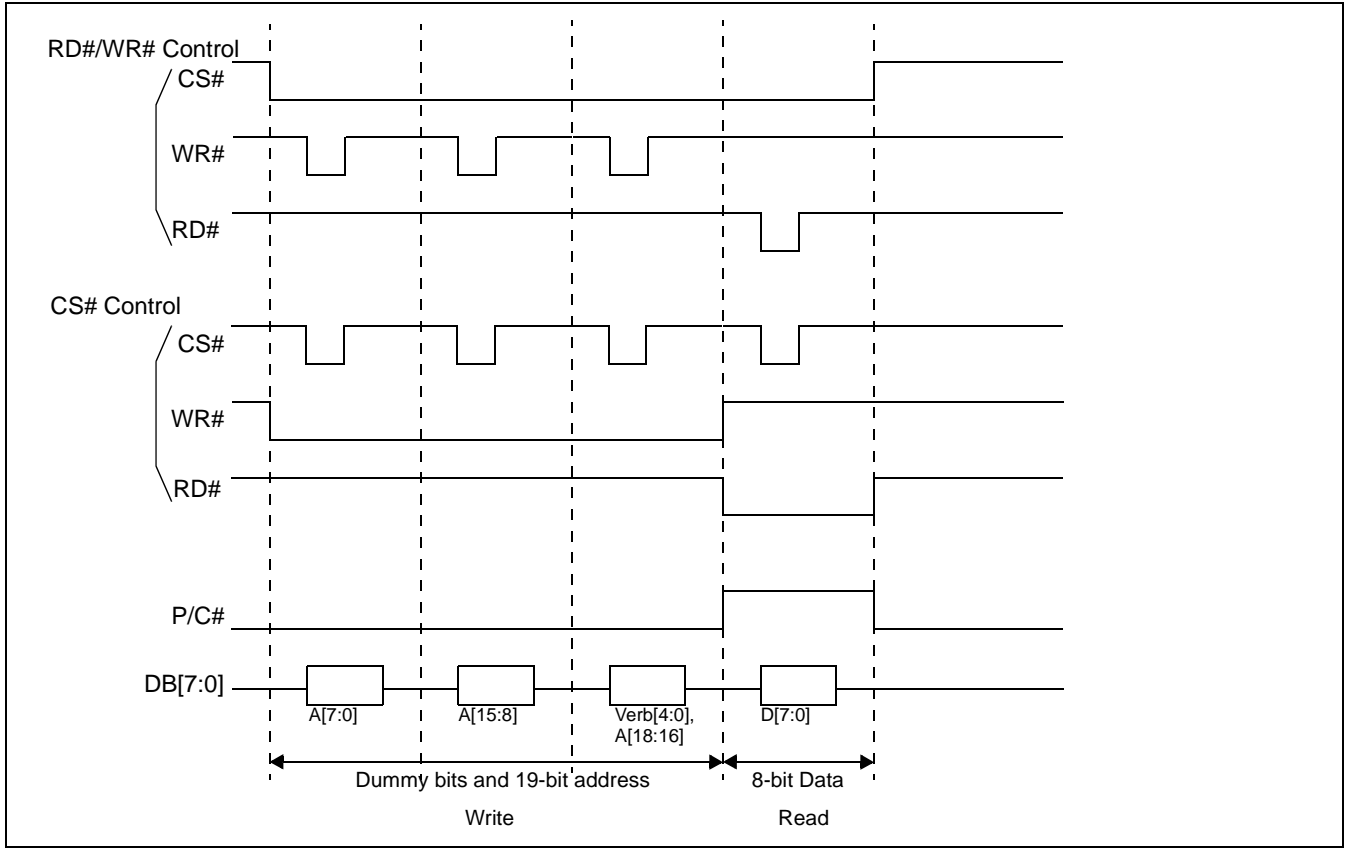 RD#/WR# Control
CS#
WR#
RD#
CS# Control
CS#
WR#
RD#
P/C#
DB[7:0]
A[7:0]
A[15:8]
Verb[4:0],
A[18:16]
D[7:0]
Dummy bits and 19-bit address
8-bit Data
Write
Read